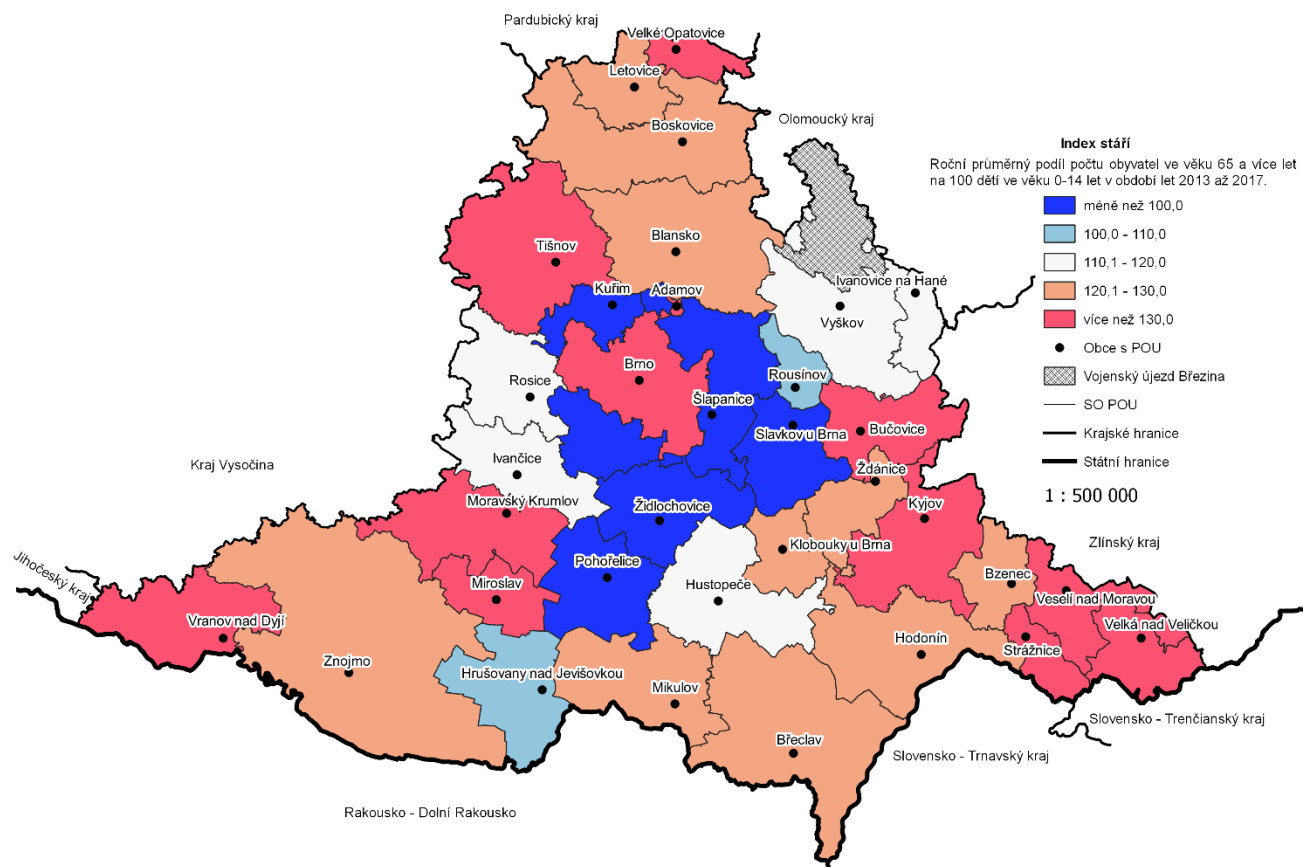 Pardubický kraj
Velké Opatovice
Letovice
Boskovice
Olomoucký kraj
Index stáří
Roční průměrný podíl počtu obyvatel ve věku 65 a více let
na 100 dětí ve věku 0-14 let v období let 2013 až 2017.
méně než 100,0
100,0 - 110,0
110,1 - 120,0
120,1 - 130,0
více než 130,0
Obce s POU
Vojenský újezd Březina
SO POU
Krajské hranice
Státní hranice
1 : 500 000
Tišnov
Blansko
Ivanovice na Hané
Kuřim
Adamov
Vyškov
Brno
Rousínov
Rosice
Šlapanice
Slavkov u Brna
Bučovice
Kraj Vysočina
Ivančice
Ždánice
Moravský Krumlov
Židlochovice
Kyjov
Zlínský kraj
Klobouky u Brna
Jihočeský kraj
Pohořelice
Bzenec
Miroslav
Hustopeče
Veselí nad Moravou
Vranov nad Dyjí
Velká nad Veličkou
Hodonín
Strážnice
Znojmo
Hrušovany nad Jevišovkou
Mikulov
Slovensko - Trenčianský kraj
Břeclav
Slovensko - Trnavský kraj
Rakousko - Dolní Rakousko